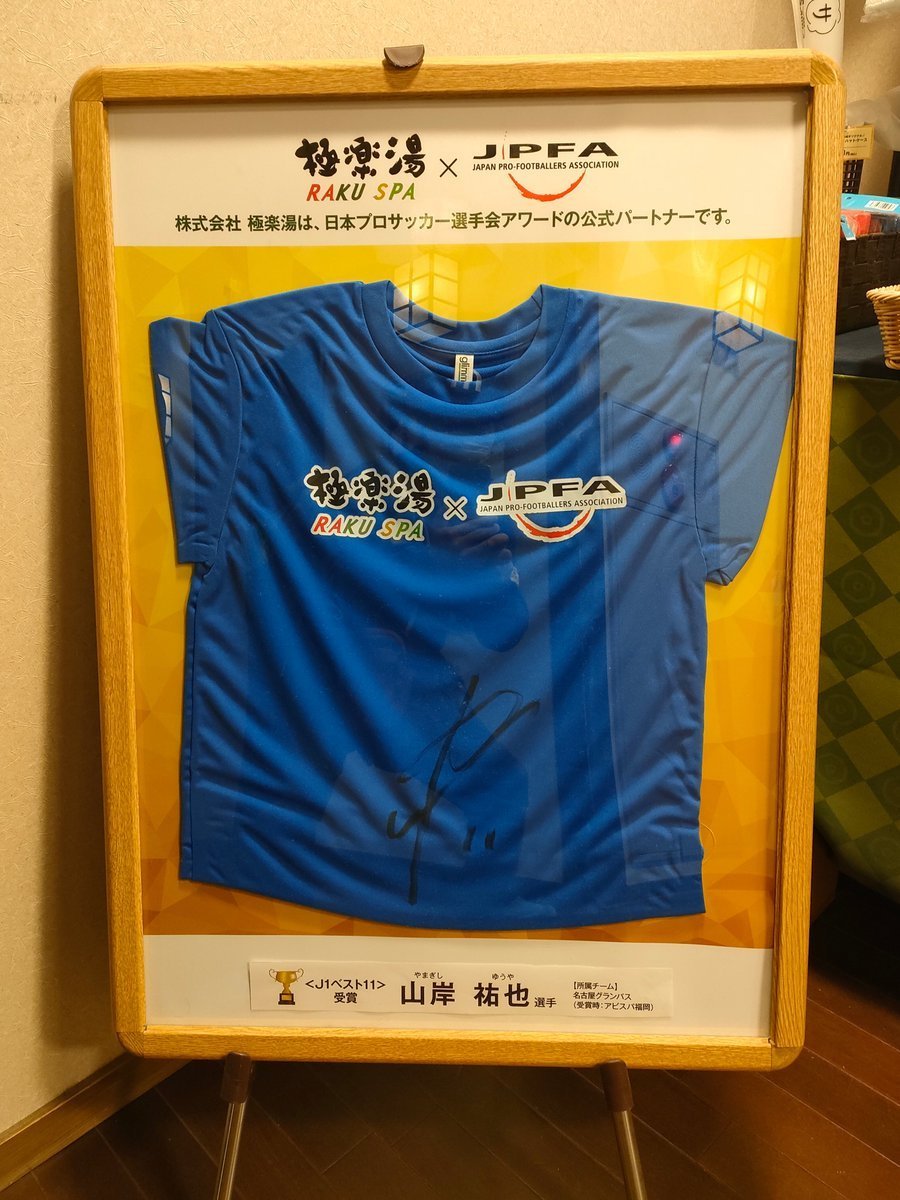 サ
極楽湯 × JPFA
RAKU SPA JAPAN PRO-FOOTBALLERS ASSOCIATION
株式会社 極楽湯は、日本プロサッカー選手会アワードの公式パートナーです。
glimmer
極楽湯 × JPFA
RAKU SPA JAPAN PRO-FOOTBALLERS ASSOCIATION
11
<J1ベスト11>
受賞
やまぎし ゆうや
山岸 祐也 選手
【所属チーム】
名古屋グランパス
(受賞時:アビスパ福岡)